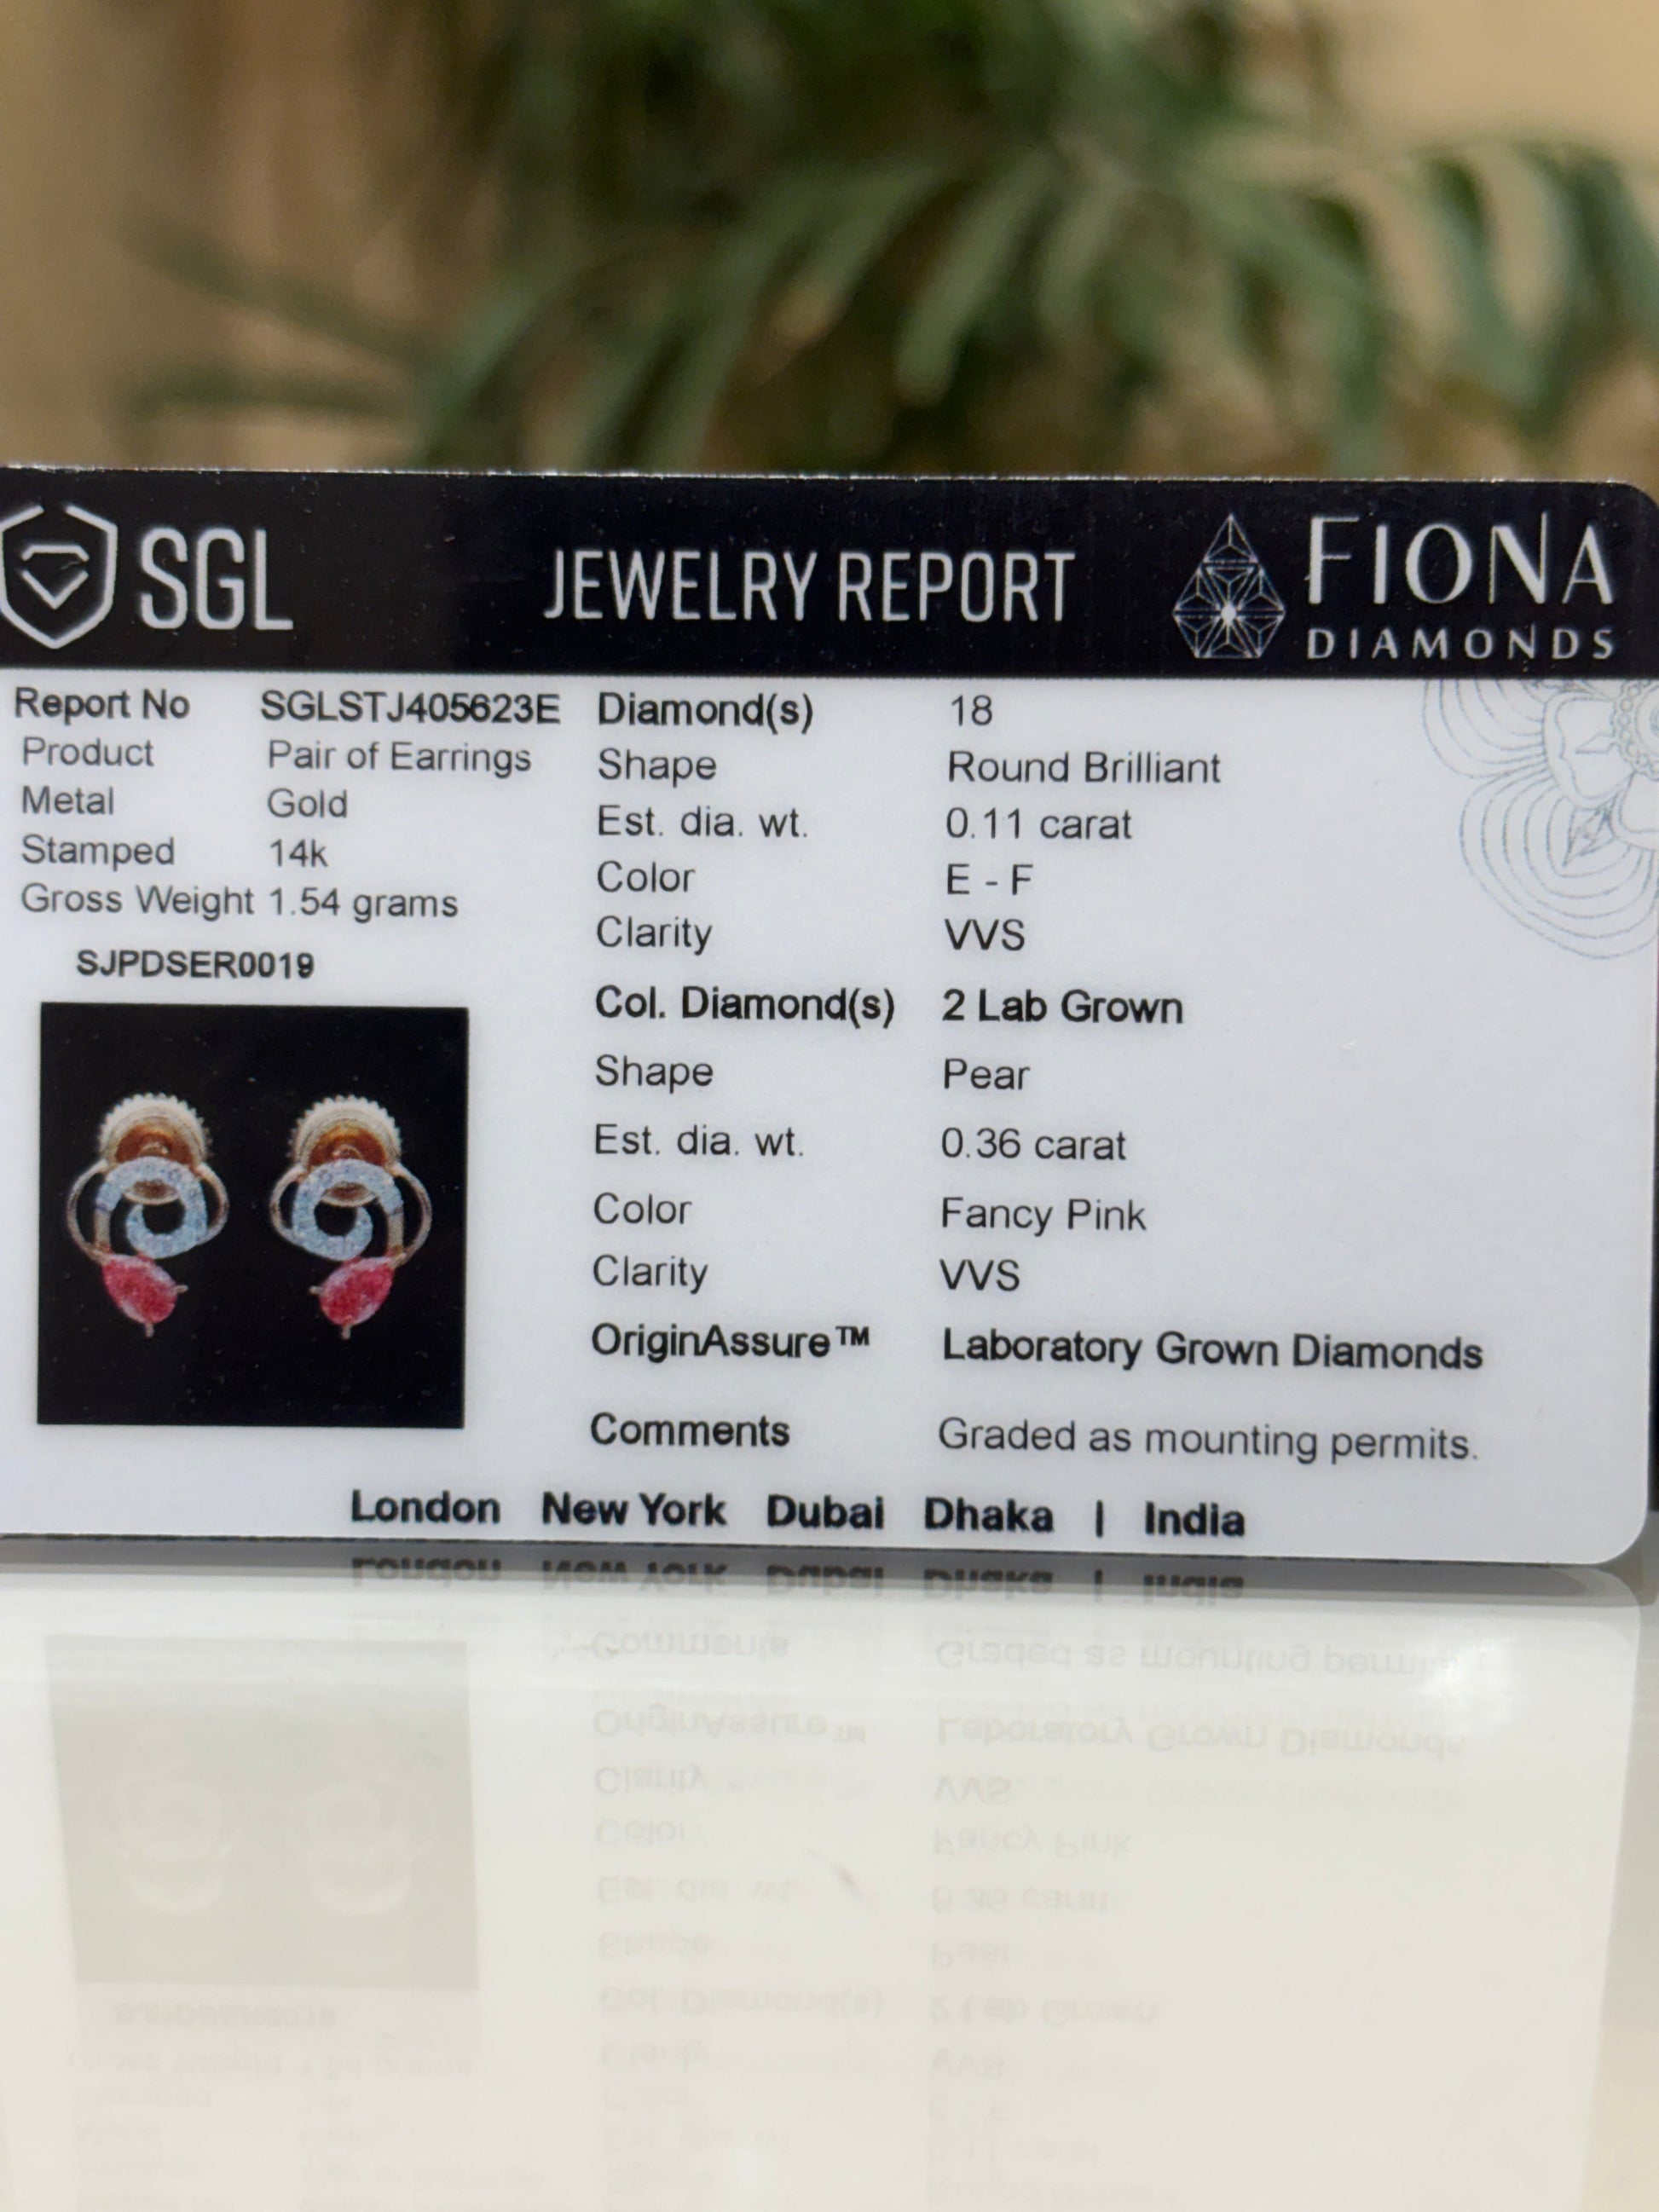 SGL
JEWELRY REPORT
FIONA
DIAMONDS
Report No SGLSTJ405623E
Product Pair of Earrings
Metal Gold
Stamped 14k
Gross Weight 1.54 grams
SJPDSER0019
Diamond(s) 18
Shape Round Brilliant
Est. dia. wt. 0.11 carat
Color E - F
Clarity VVS
Col. Diamond(s) 2 Lab Grown
Shape Pear
Est. dia. wt. 0.36 carat
Color Fancy Pink
Clarity VVS
OriginAssure™ Laboratory Grown Diamonds
Comments Graded as mounting permits.
London New York Dubai Dhaka | India